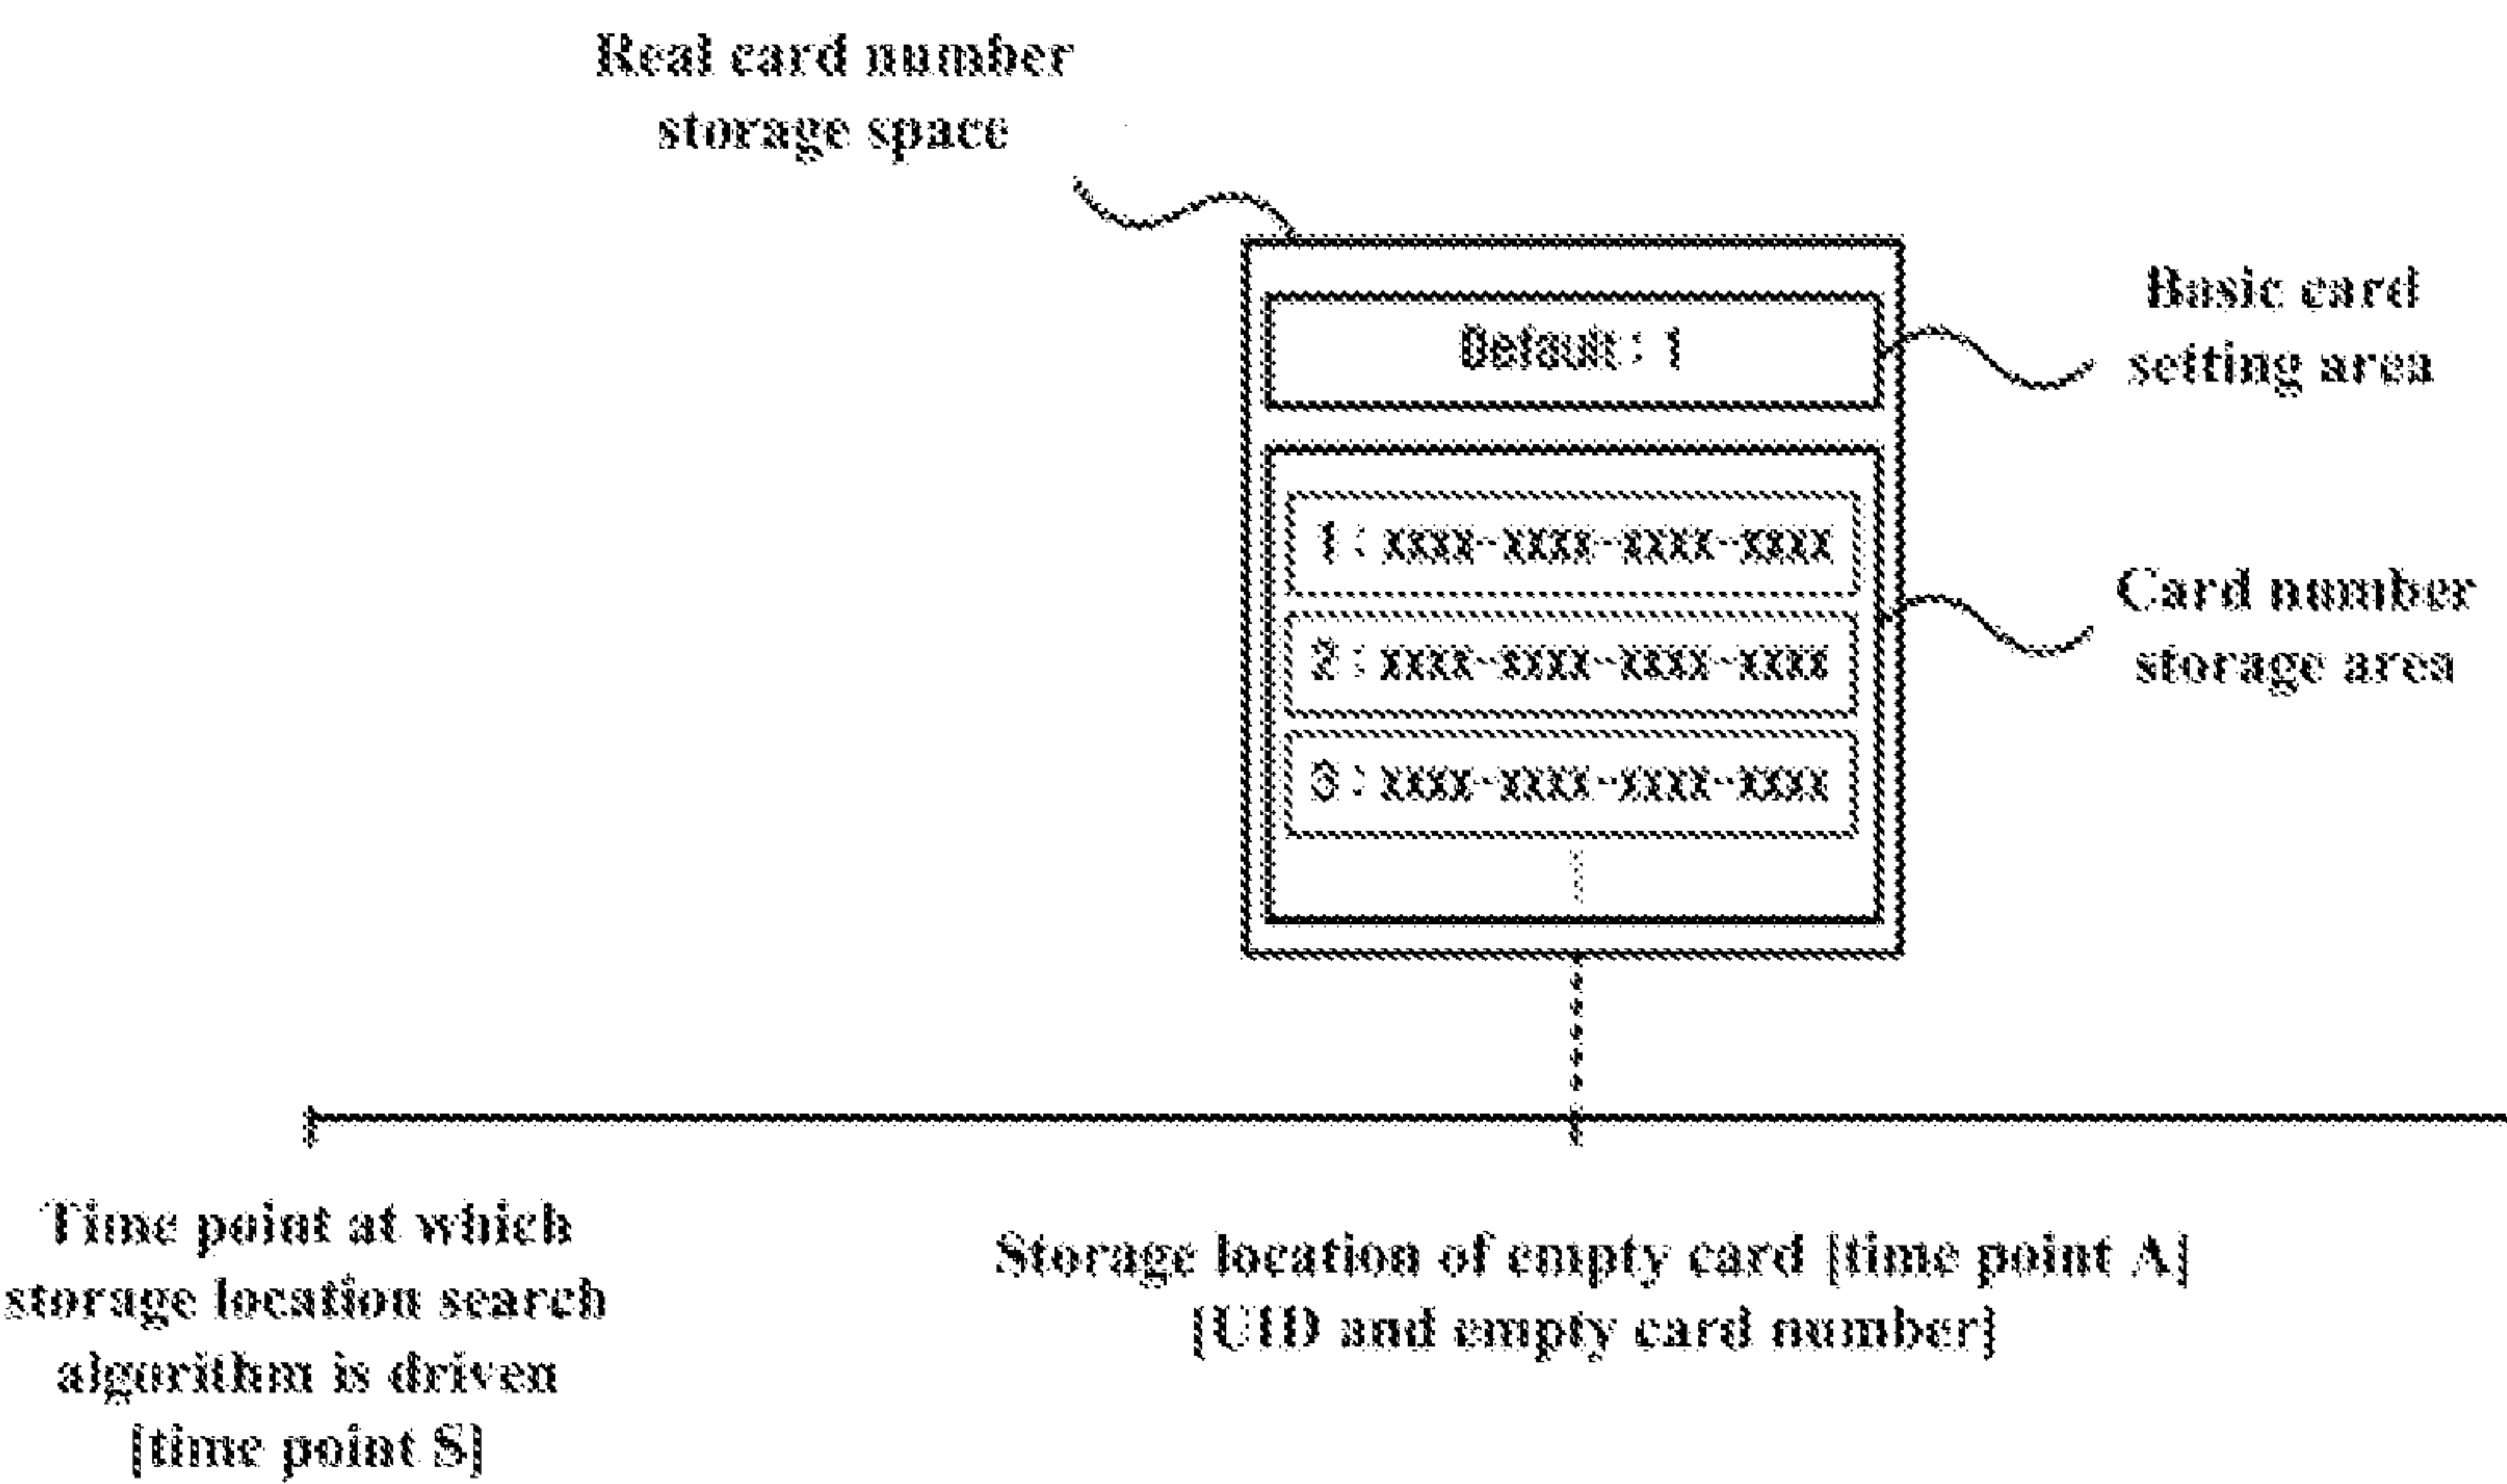 Real card number
storage space
Basic card
setting area
Default : 1
1 : xxxx-xxxx-xxxx-xxxx
2 : xxxx-xxxx-xxxx-xxxx
3 : xxxx-xxxx-xxxx-xxxx
Card number
storage area
Time point at which
storage location search
algorithm is driven
[time point S]
Storage location of empty card [time point A]
[UID and empty card number]